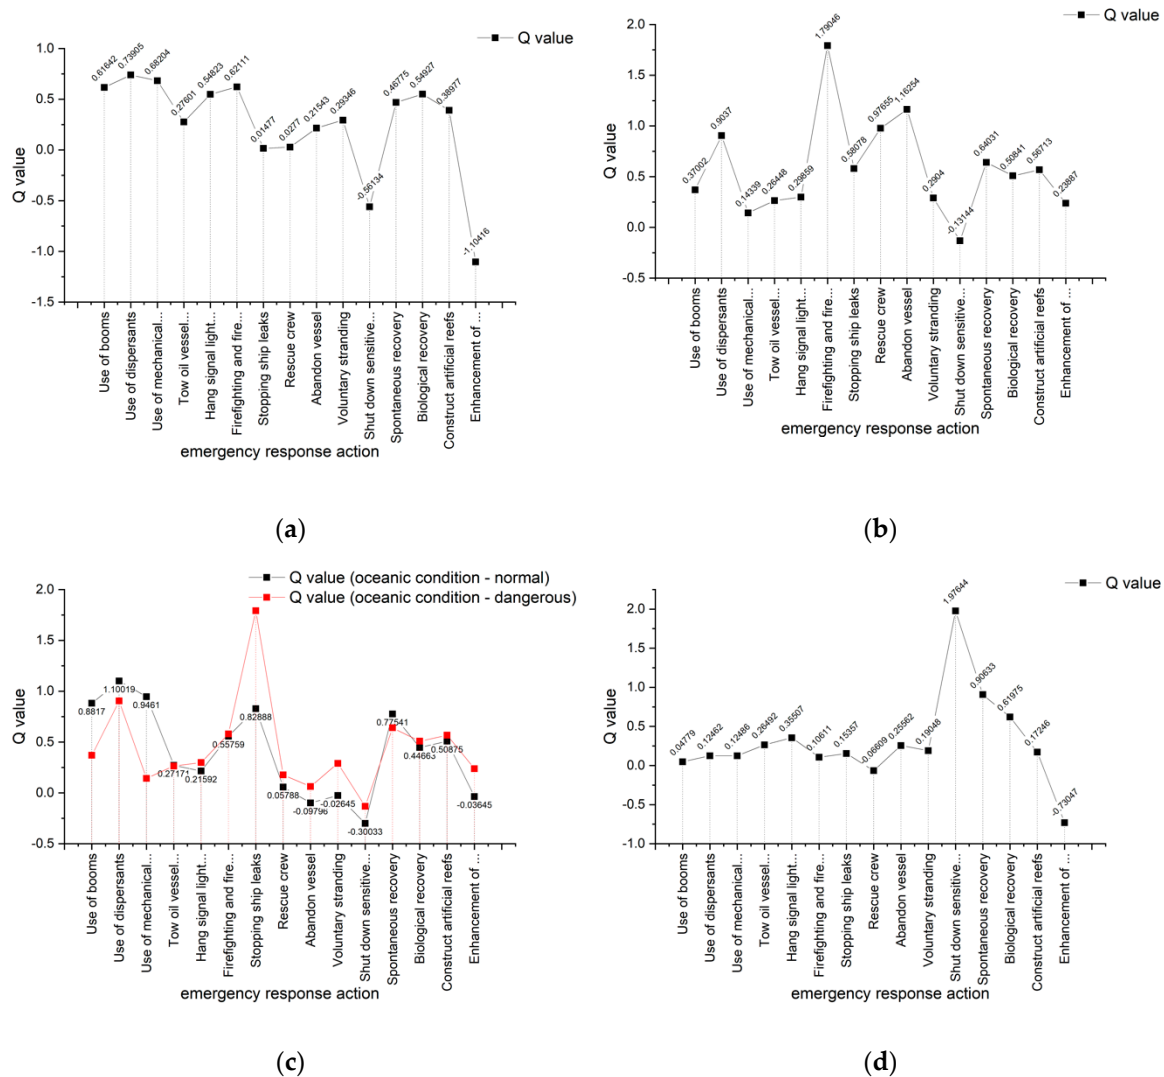 Q value
Q value
1.0
0.5
0.0
-0.5
-1.0
-1.5
0.61642
0.73905
0.68204
0.27601
0.54823
0.62111
0.01477
0.0277
0.21543
0.29346
-0.56134
0.46775
0.54927
0.38977
-1.10416
Use of booms
Use of dispersants
Use of mechanical...
Tow oil vessel...
Hang signal light...
Firefighting and fire...
Stopping ship leaks
Rescue crew
Abandon vessel
Voluntary stranding
Shut down sensitive...
Spontaneous recovery
Biological recovery
Construct artificial reefs
Enhancement of ...
emergency response action
(a)
Q value
Q value
2.0
1.5
1.0
0.5
0.0
-0.5
0.37002
0.9037
0.14339
0.26448
0.29859
1.79046
0.58078
0.97655
1.16254
0.2904
-0.13144
0.64031
0.50841
0.56713
0.23887
Use of booms
Use of dispersants
Use of mechanical...
Tow oil vessel...
Hang signal light...
Firefighting and fire...
Stopping ship leaks
Rescue crew
Abandon vessel
Voluntary stranding
Shut down sensitive...
Spontaneous recovery
Biological recovery
Construct artificial reefs
Enhancement of ...
emergency response action
(b)
Q value (oceanic condition - normal)
Q value (oceanic condition - dangerous)
Q value
2.0
1.5
1.0
0.5
0.0
-0.5
0.8817
1.10019
0.9461
0.27171
0.21592
0.55759
0.82888
0.05788
-0.09796
-0.02645
-0.30033
0.77541
0.44663
0.50875
-0.03645
Use of booms
Use of dispersants
Use of mechanical...
Tow oil vessel...
Hang signal light...
Firefighting and fire...
Stopping ship leaks
Rescue crew
Abandon vessel
Voluntary stranding
Shut down sensitive...
Spontaneous recovery
Biological recovery
Construct artificial reefs
Enhancement of ...
emergency response action
(c)
Q value
Q value
2.0
1.5
1.0
0.5
0.0
-0.5
-1.0
0.04779
0.12462
0.12486
0.26492
0.35507
0.10611
0.15357
-0.06609
0.25562
0.19048
1.97644
0.90633
0.61975
0.17246
-0.73047
Use of booms
Use of dispersants
Use of mechanical...
Tow oil vessel...
Hang signal light...
Firefighting and fire...
Stopping ship leaks
Rescue crew
Abandon vessel
Voluntary stranding
Shut down sensitive...
Spontaneous recovery
Biological recovery
Construct artificial reefs
Enhancement of ...
emergency response action
(d)